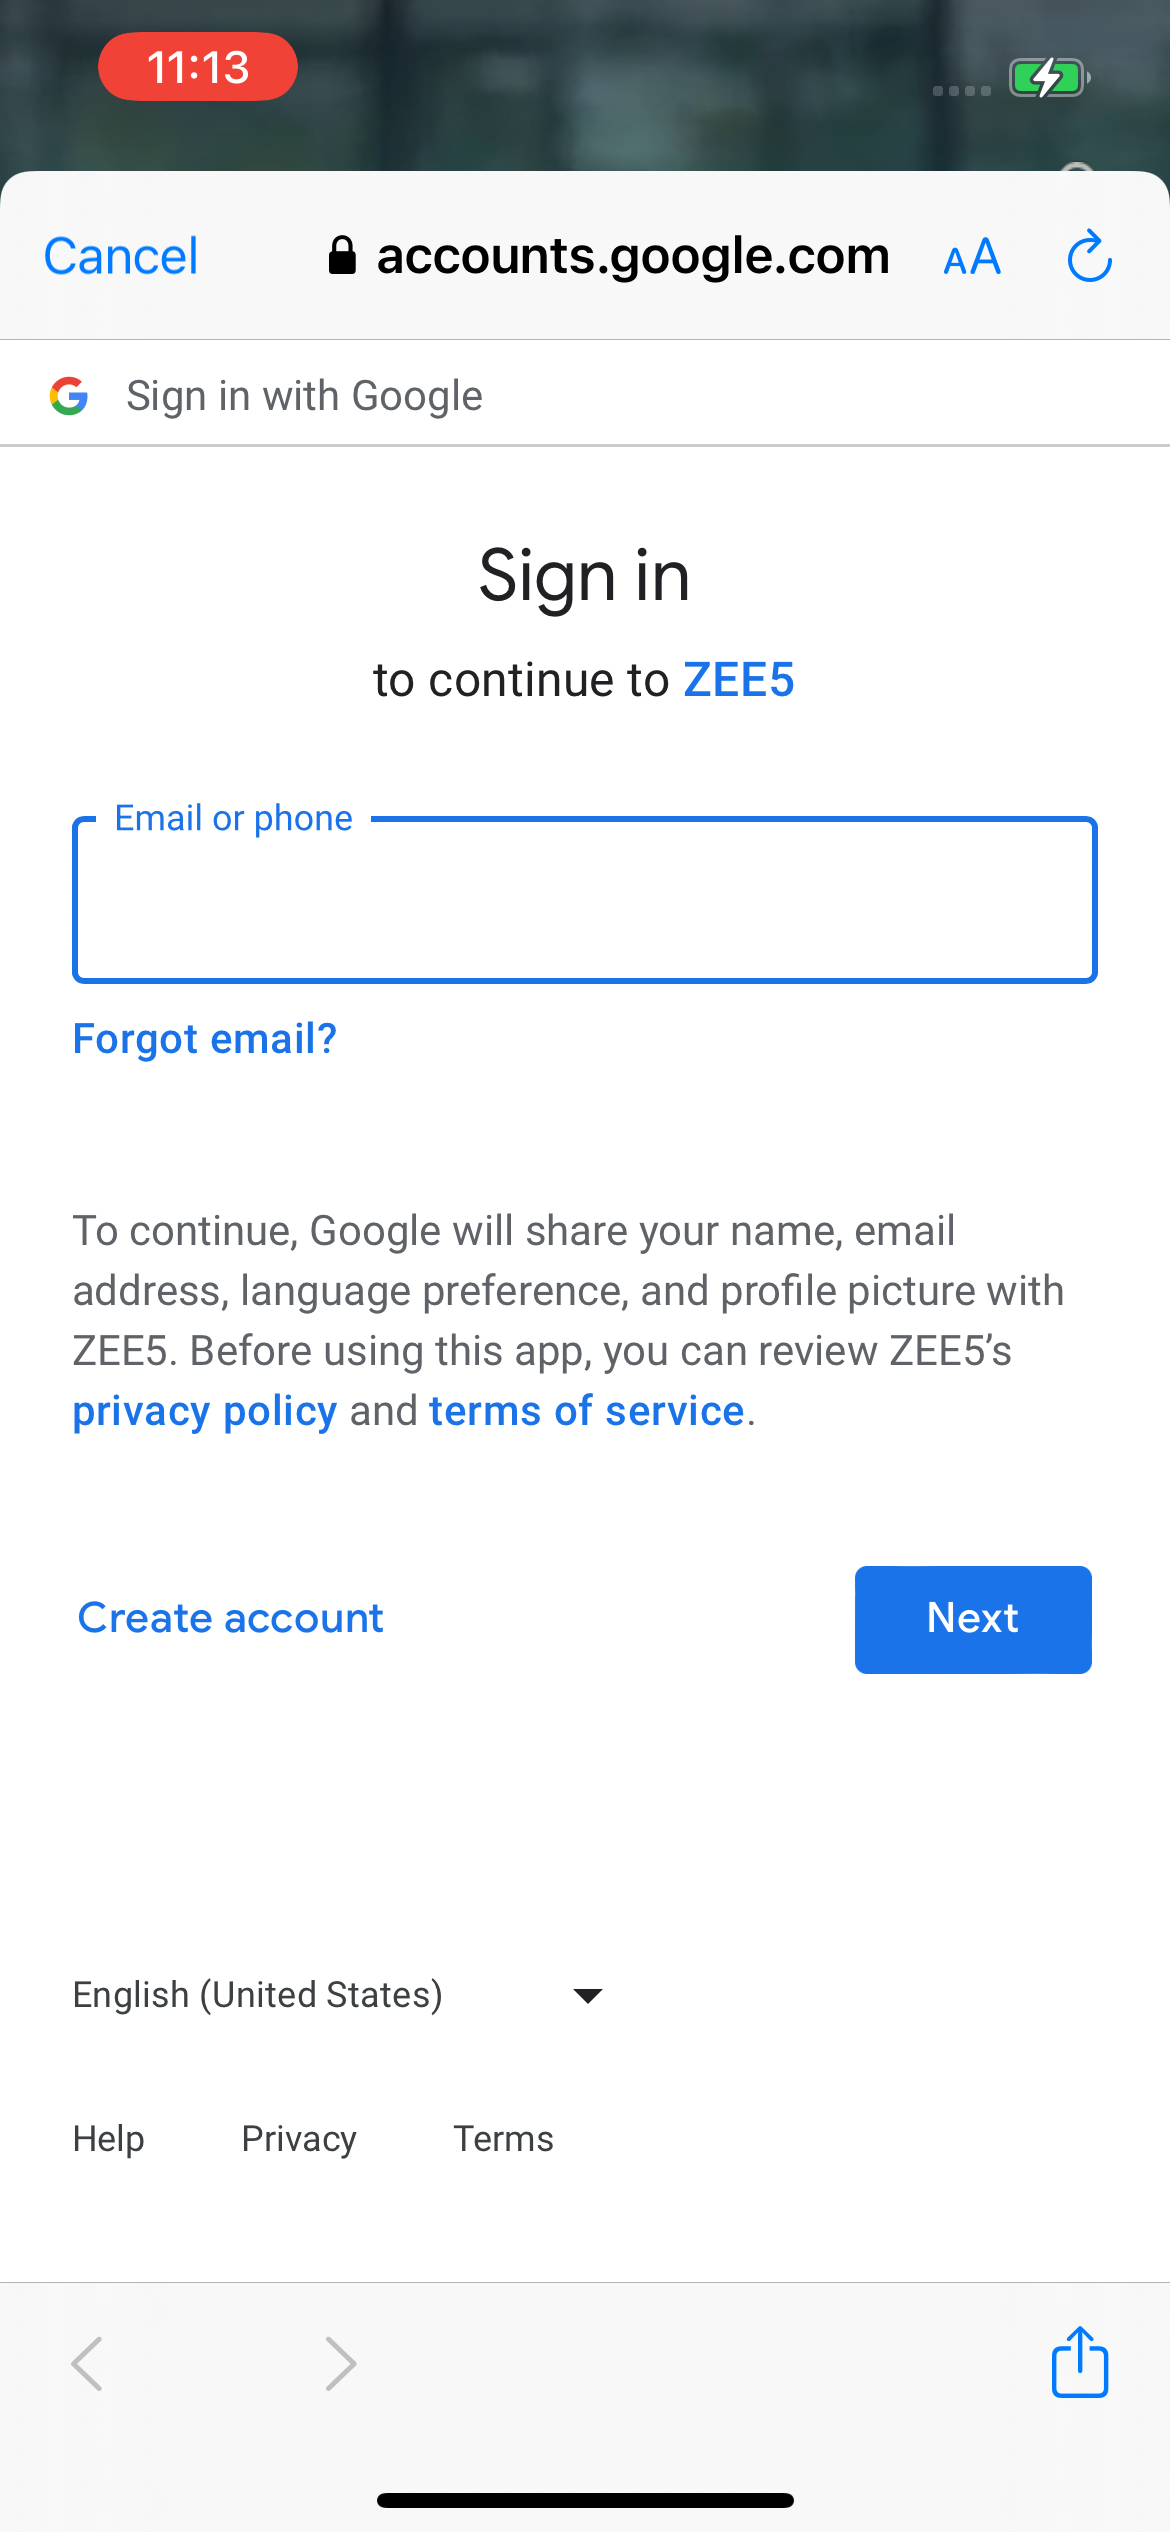 11:13
Cancel
accounts.google.com
AA
Sign in with Google
Sign in
to continue to ZEE5
Email or phone
Forgot email?
To continue, Google will share your name, email
address, language preference, and profile picture with
ZEE5. Before using this app, you can review ZEE5’s
privacy policy and terms of service.
Create account
Next
English (United States)
Help
Privacy
Terms